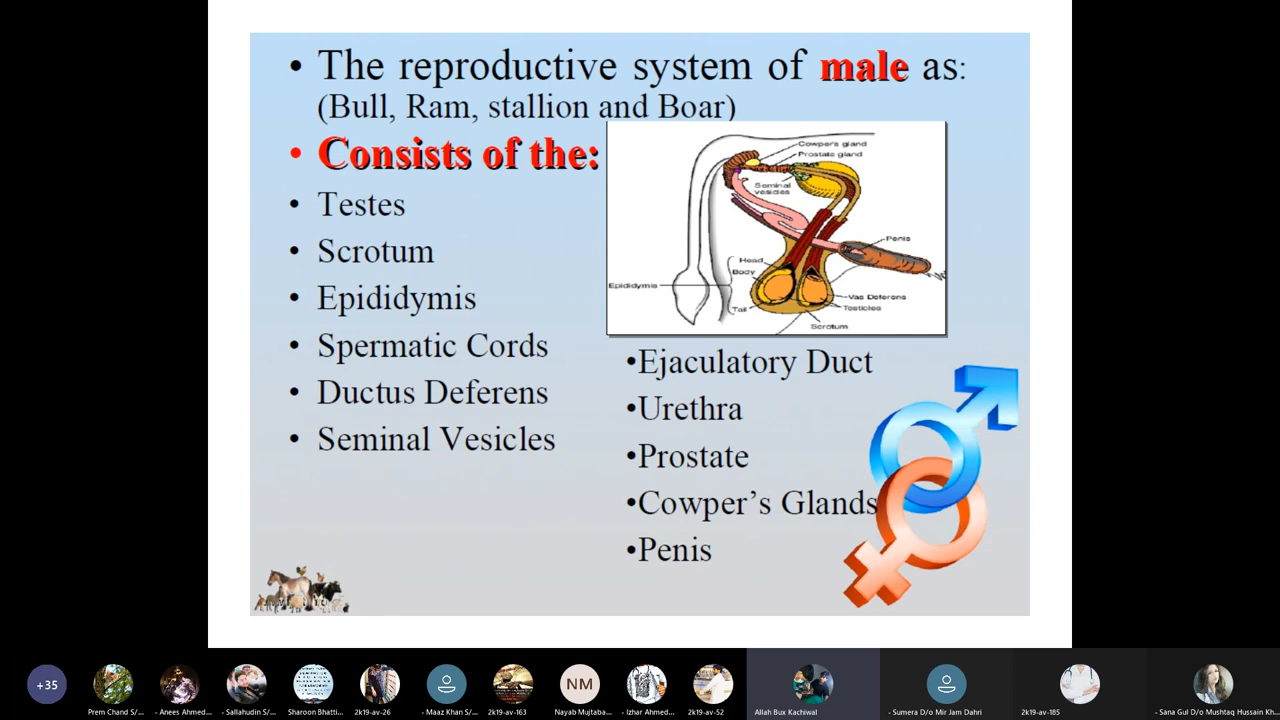 • The reproductive system of male as:
(Bull, Ram, stallion and Boar)
• Consists of the:
• Testes
• Scrotum
• Epididymis
• Spermatic Cords
• Ductus Deferens
• Seminal Vesicles
Cowper's gland
Prostate gland
Seminal
vesicles
Penis
Head
Body
Epididymis
Tail
Vas Deferens
Testicles
Scrotum
•Ejaculatory Duct
•Urethra
•Prostate
•Cowper's Glands
•Penis
+35
Prem Chand S/...
- Anees Ahmed...
- Sallahudin S/...
Sharoon Bhatti...
2k19-av-26
- Maaz Khan S/...
2k19-av-163
NM
Nayab Mujtaba...
- Izhar Ahmed...
2k19-av-52
Allah Bux Kachiwal
- Sumera D/o Mir Jam Dahri
2k19-av-185
- Sana Gul D/o Mushtaq Hussain Kh...